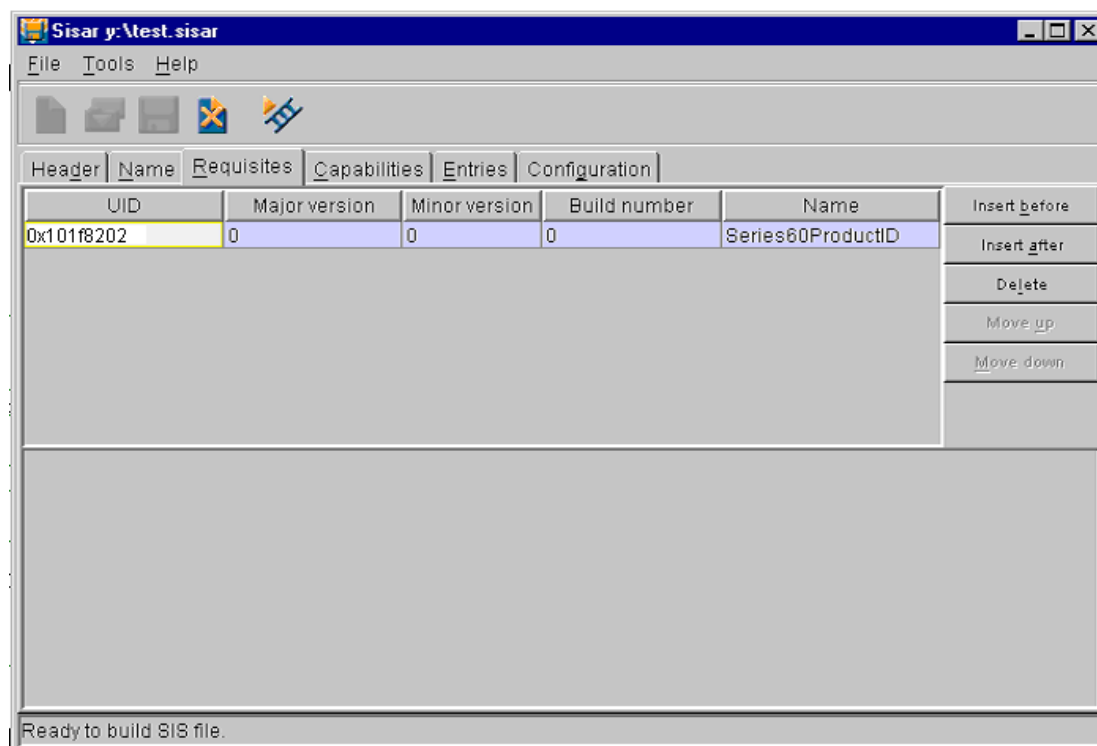 Sisar y:\test.sisar
File Tools Help
Header Name Requisites Capabilities Entries Configuration
UID Major version Minor version Build number Name
0x101f8202 0 0 0 Series60ProductID
Insert before
Insert after
Delete
Move up
Move down
Ready to build SIS file.